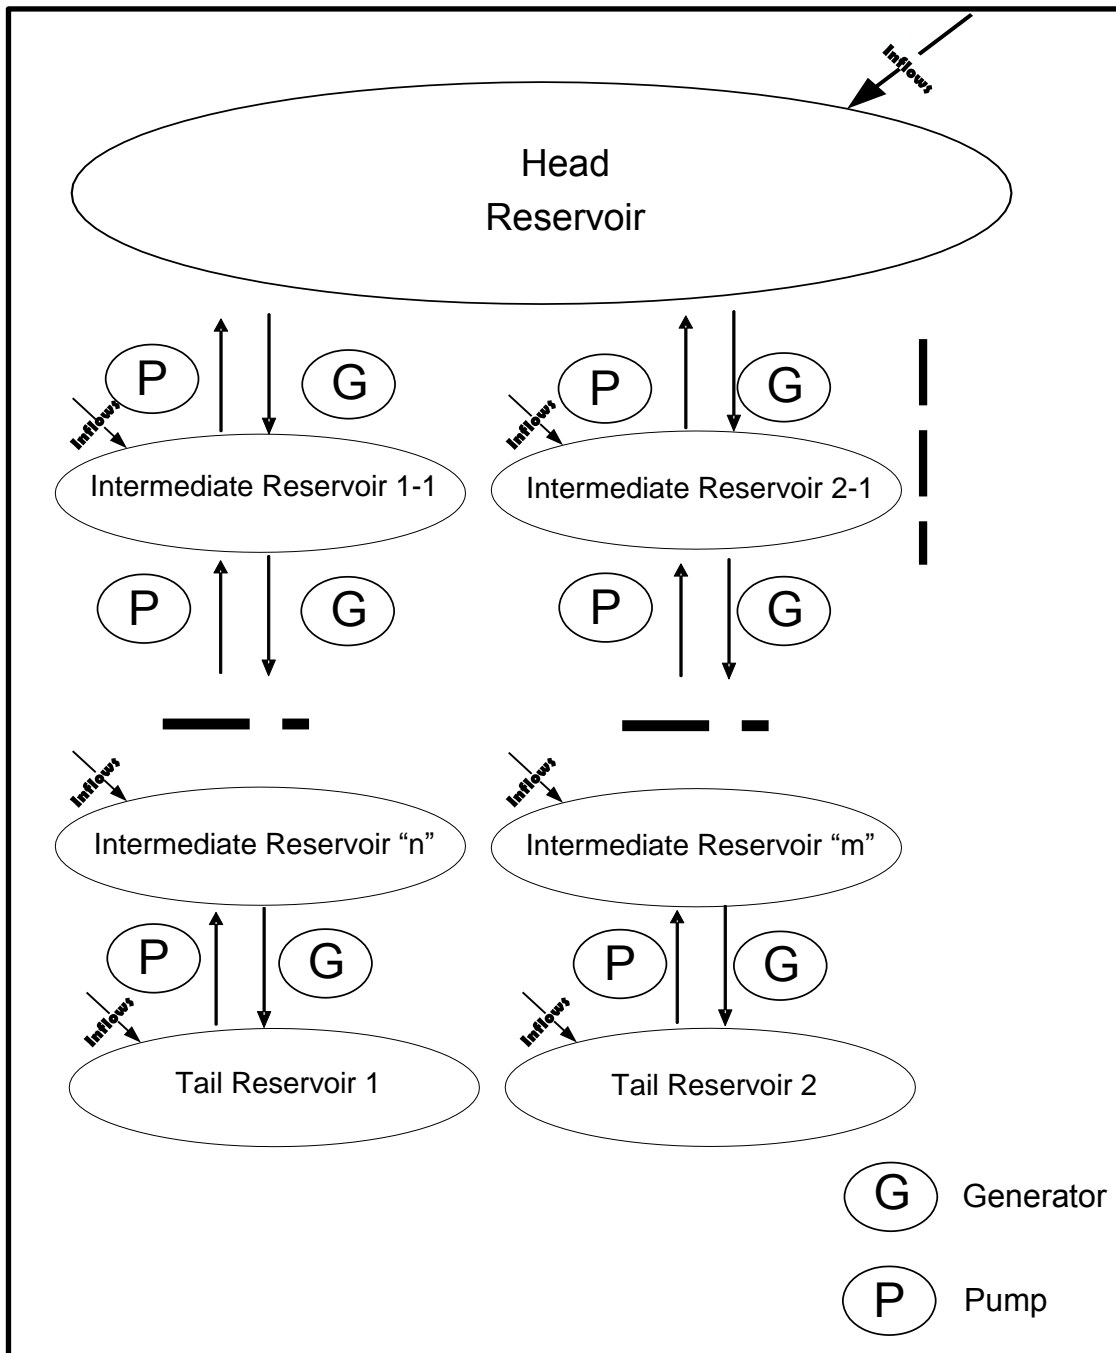 Inflows
Head
Reservoir
P
G
P
G
Inflows
Inflows
Intermediate Reservoir 1-1
Intermediate Reservoir 2-1
P
G
P
G
Inflows
Inflows
Intermediate Reservoir “n”
Intermediate Reservoir “m”
P
G
P
G
Inflows
Inflows
Tail Reservoir 1
Tail Reservoir 2
G Generator
P Pump